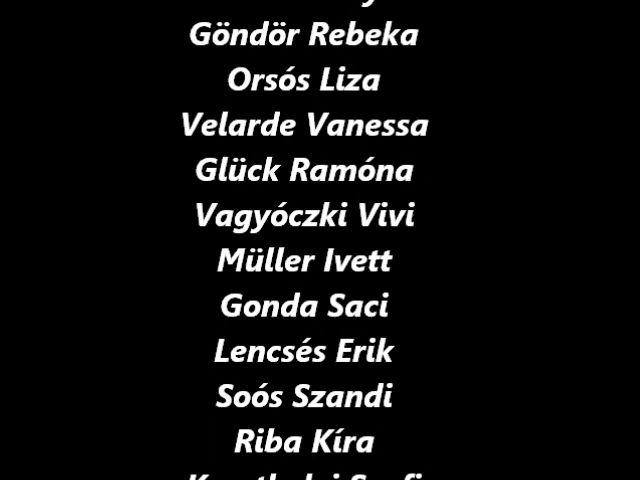 Göndör Rebeka
Orsós Liza
Velarde Vanessa
Glück Ramóna
Vagyóczki Vivi
Müller Ivett
Gonda Saci
Lencsés Erik
Soós Szandi
Riba Kíra